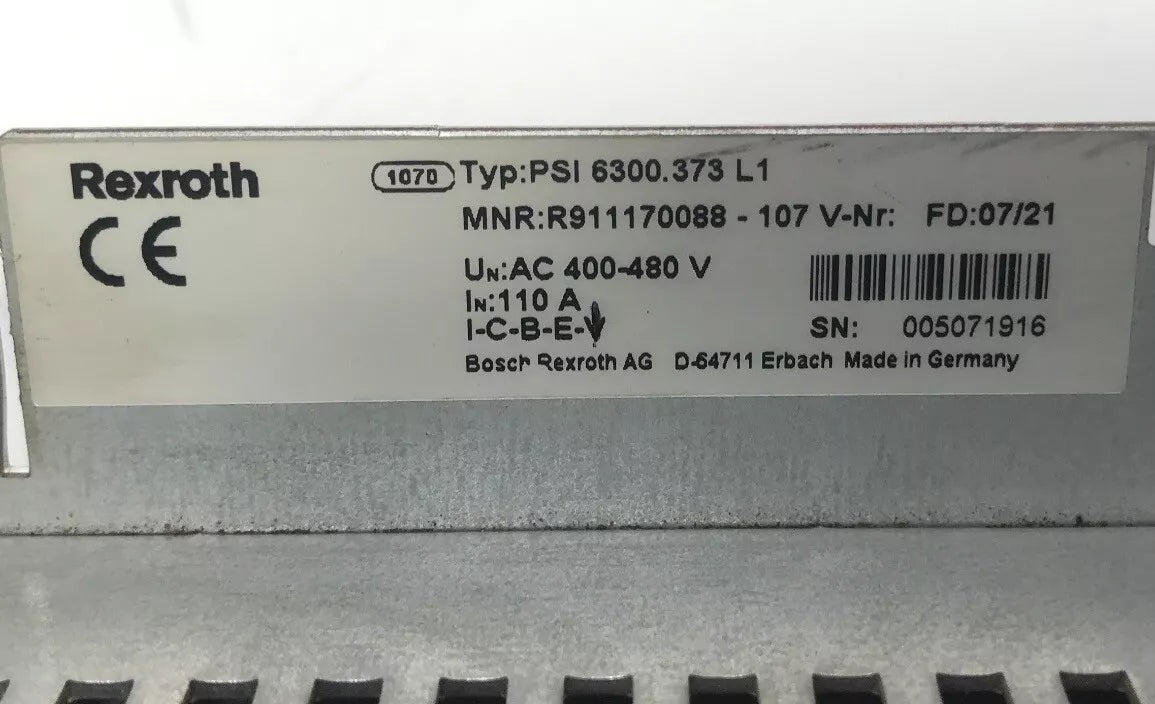 Rexroth
CE
1070 Typ:PSI 6300.373 L1
MNR:R911170088 - 107 V-Nr: FD:07/21
UN:AC 400-480 V
IN:110 A
I-C-B-E-V
SN: 005071916
Bosch Rexroth AG D-64711 Erbach Made in Germany